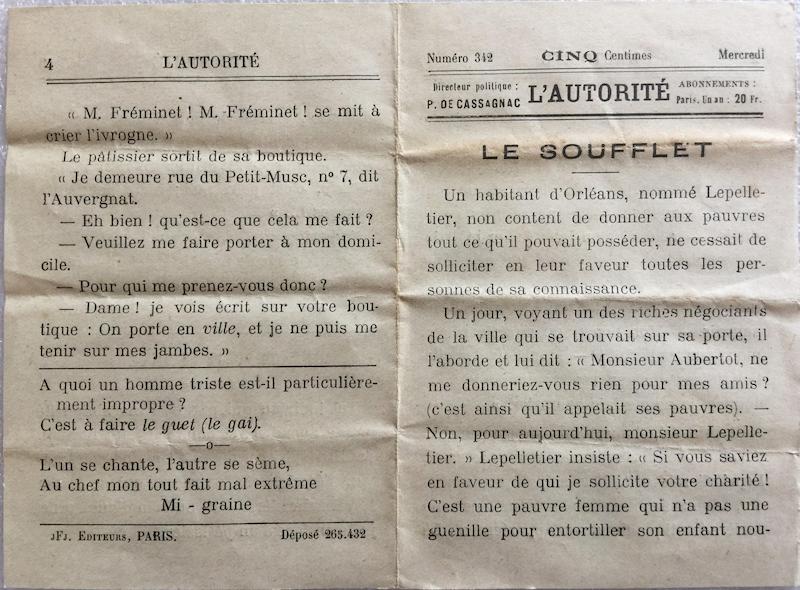 4 L'AUTORITÉ
« M. Fréminet ! M. Fréminet ! se mit à
crier l'ivrogne. »
Le pâtissier sortit de sa boutique.
« Je demeure rue du Petit-Musc, nº 7, dit
l'Auvergnat.
— Eh bien ! qu'est-ce que cela me fait ?
— Veuillez me faire porter à mon domi-
cile.
— Pour qui me prenez-vous donc ?
— Dame ! je vois écrit sur votre bou-
tique : On porte en ville, et je ne puis me
tenir sur mes jambes. »
A quoi un homme triste est-il particulière-
ment impropre ?
C'est à faire le guet (le gai).
—o—
L'un se chante, l'autre se sème,
Au chef mon tout fait mal extrême
Mi - graine
JFJ. EDITEURS, PARIS. Déposé 265.432
Numéro 342 CINQ Centimes Mercredi
Directeur politique :
P. DE CASSAGNAC
L'AUTORITÉ
ABONNEMENTS :
Paris. Un an : 20 Fr.
LE SOUFFLET
Un habitant d'Orléans, nommé Lepelle-
tier, non content de donner aux pauvres
tout ce qu'il pouvait posséder, ne cessait de
solliciter en leur faveur toutes les per-
sonnes de sa connaissance.
Un jour, voyant un des riches négociants
de la ville qui se trouvait sur sa porte, il
l'aborde et lui dit : « Monsieur Aubertot, ne
me donneriez-vous rien pour mes amis ?
(c'est ainsi qu'il appelait ses pauvres). —
Non, pour aujourd'hui, monsieur Lepelle-
tier. » Lepelletier insiste : « Si vous saviez
en faveur de qui je sollicite votre charité !
C'est une pauvre femme qui n'a pas une
guenille pour entortiller son enfant nou-